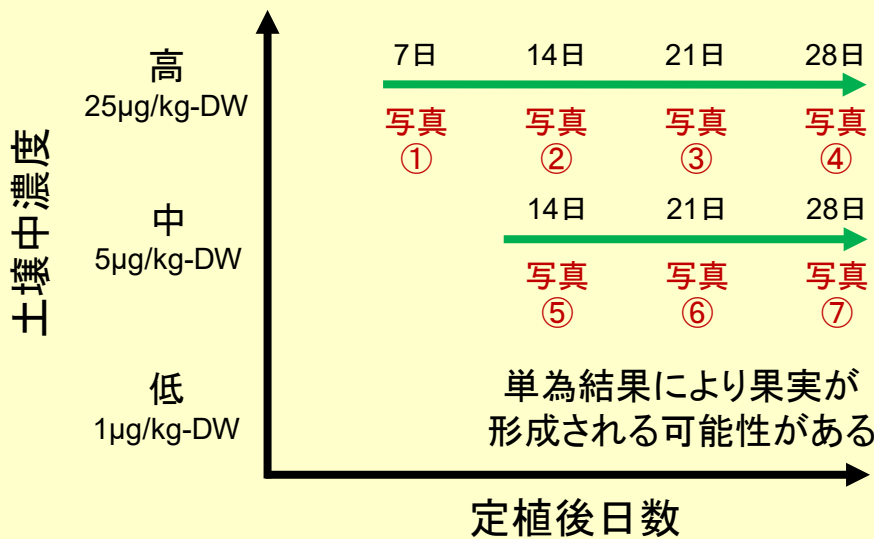 土壌中濃度
高
25µg/kg-DW
7日 14日 21日 28日
写真 写真 写真 写真
① ② ③ ④
中
5µg/kg-DW
14日 21日 28日
写真 写真 写真
⑤ ⑥ ⑦
低
1µg/kg-DW
単為結果により果実が
形成される可能性がある
定植後日数